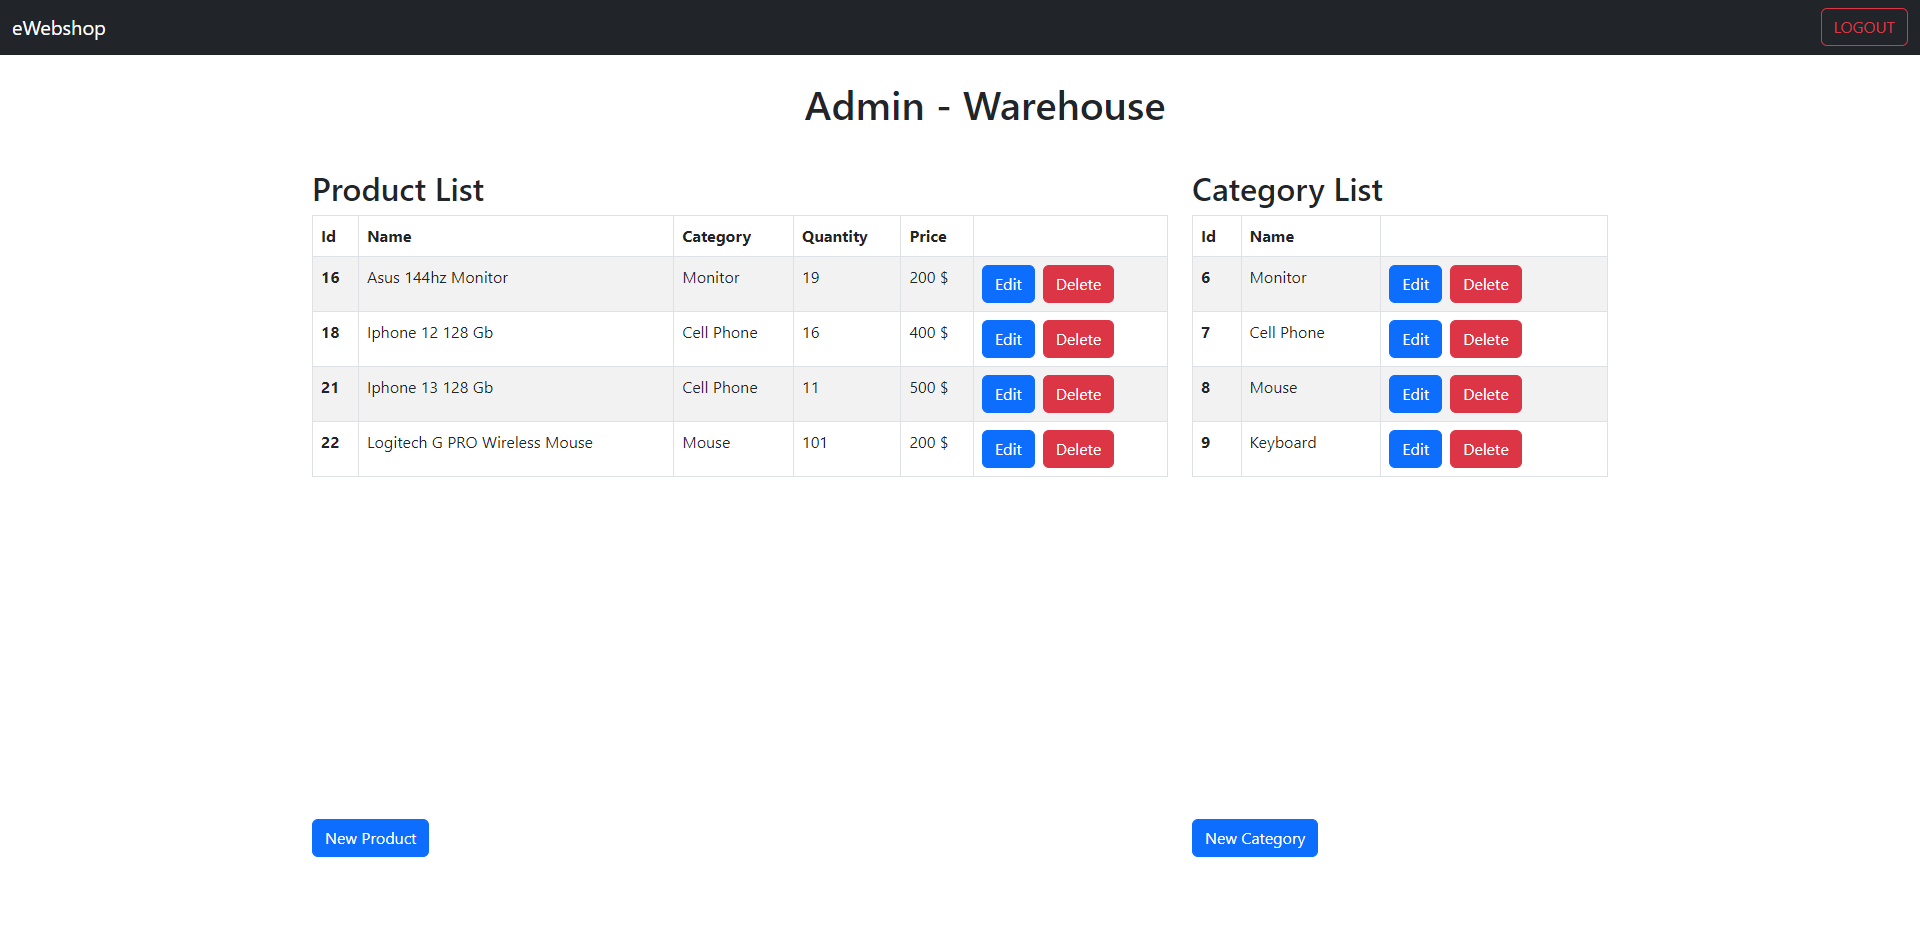 eWebshop LOGOUT
Admin - Warehouse
Product List
Id Name Category Quantity Price
16 Asus 144hz Monitor Monitor 19 200 $ Edit Delete
18 Iphone 12 128 Gb Cell Phone 16 400 $ Edit Delete
21 Iphone 13 128 Gb Cell Phone 11 500 $ Edit Delete
22 Logitech G PRO Wireless Mouse Mouse 101 200 $ Edit Delete
New Product
Category List
Id Name
6 Monitor Edit Delete
7 Cell Phone Edit Delete
8 Mouse Edit Delete
9 Keyboard Edit Delete
New Category